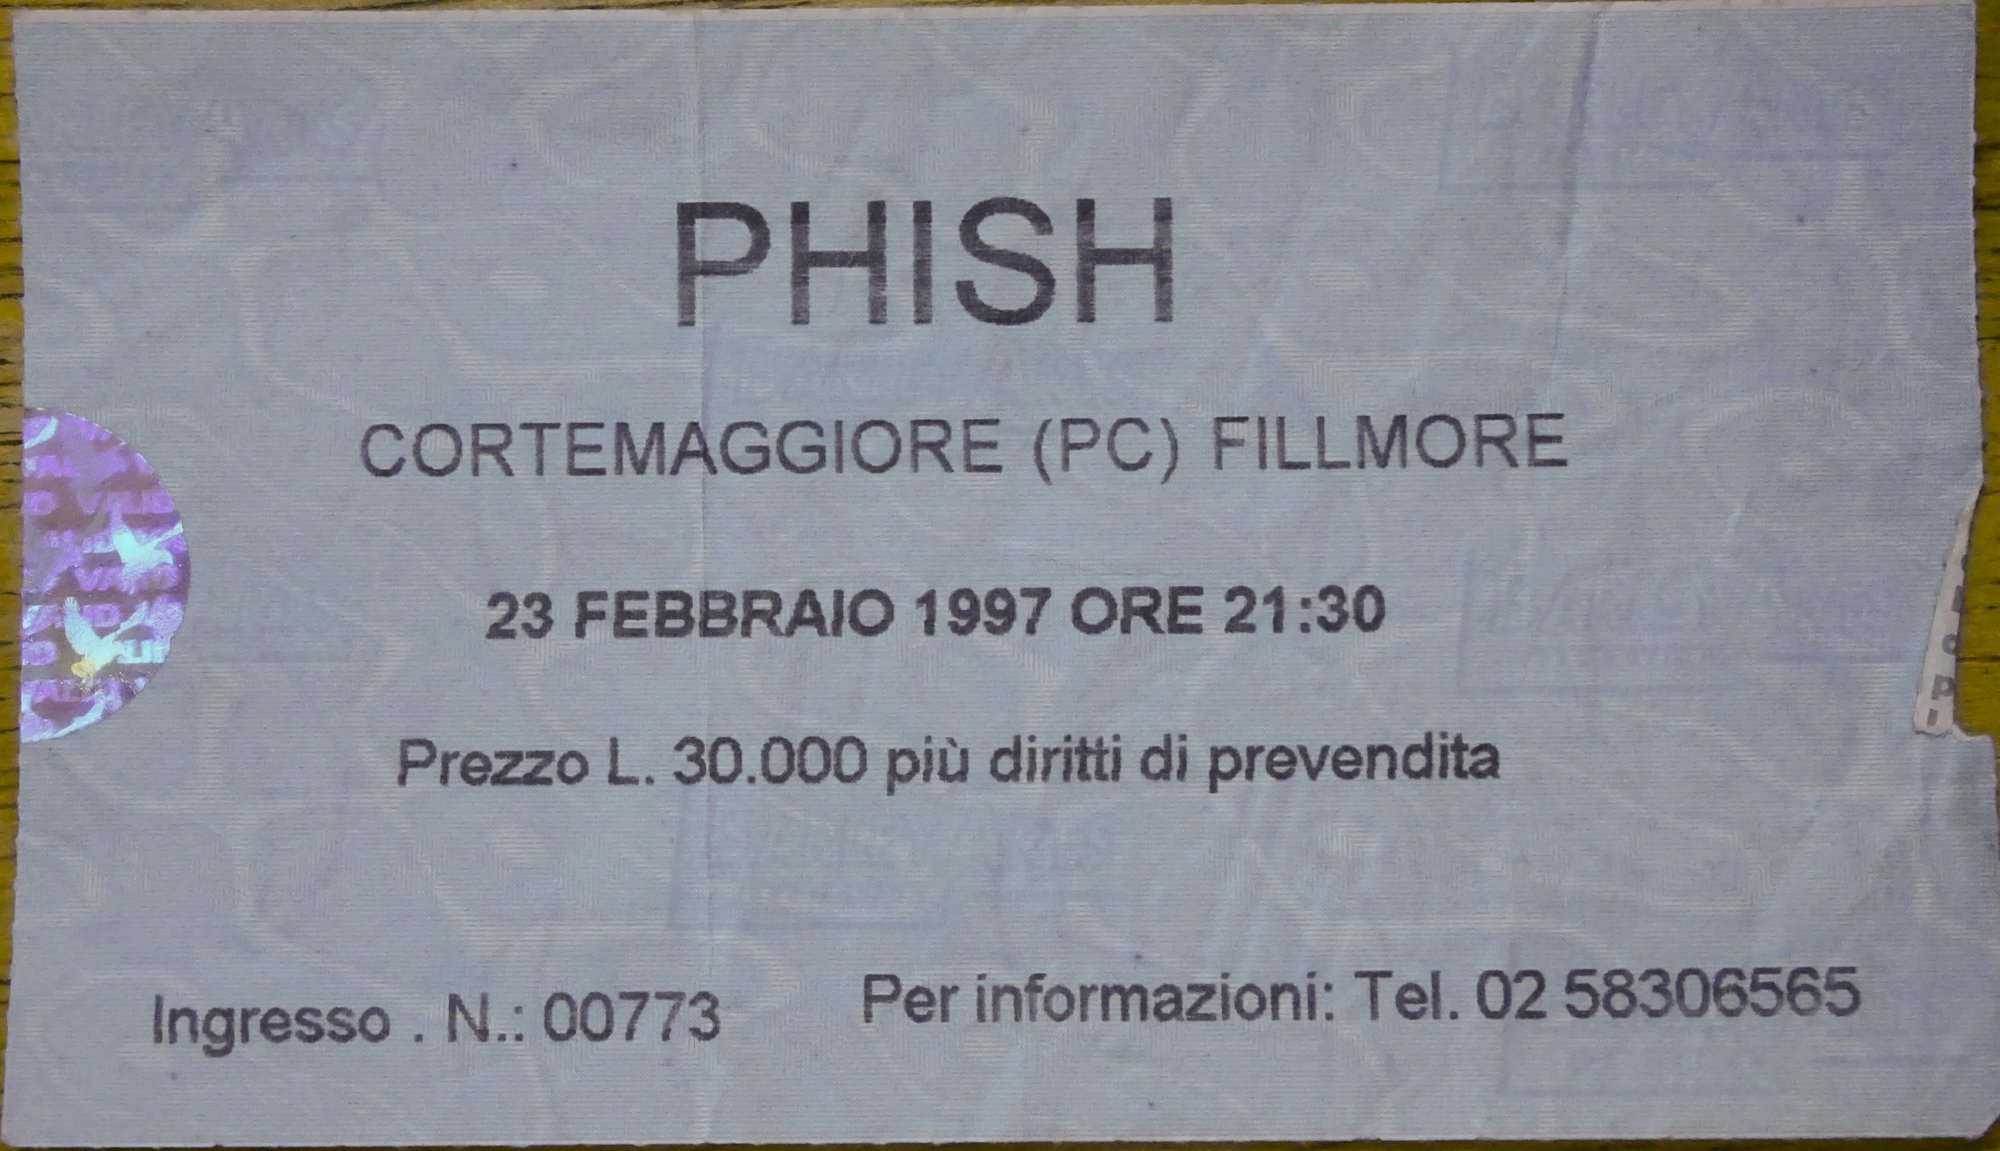 PHISH
CORTEMAGGIORE (PC) FILLMORE
23 FEBBRAIO 1997 ORE 21:30
Prezzo L. 30.000 più diritti di prevendita
Ingresso . N.: 00773 Per informazioni: Tel. 02 58306565
VALID